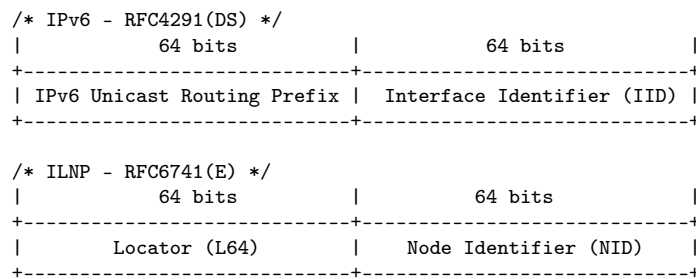 /* IPv6 - RFC4291(DS) */
|          64 bits           |          64 bits           |
+----------------------------+----------------------------+
| IPv6 Unicast Routing Prefix |  Interface Identifier (IID) |
+----------------------------+----------------------------+
/* ILNP - RFC6741(E) */
|          64 bits           |          64 bits           |
+----------------------------+----------------------------+
|       Locator (L64)        |    Node Identifier (NID)   |
+----------------------------+----------------------------+